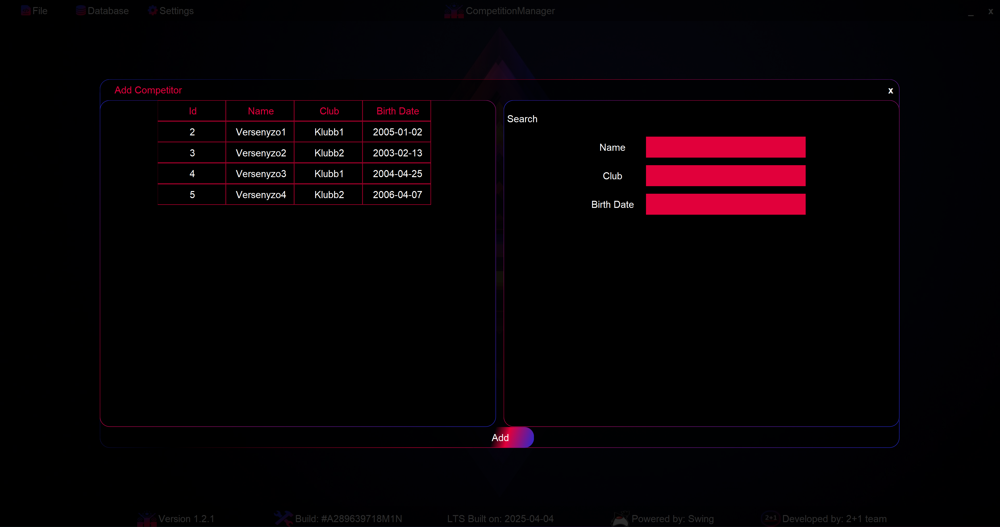 File Database Settings CompetitionManager _ x
Add Competitor x
Id Name Club Birth Date
2 Versenyzo1 Klubb1 2005-01-02
3 Versenyzo2 Klubb2 2003-02-13
4 Versenyzo3 Klubb1 2004-04-25
5 Versenyzo4 Klubb2 2006-04-07
Search
Name
Club
Birth Date
Add
Version 1.2.1 Build: #A289639718M1N LTS Built on: 2025-04-04 Powered by: Swing 2+1 Developed by: 2+1 team